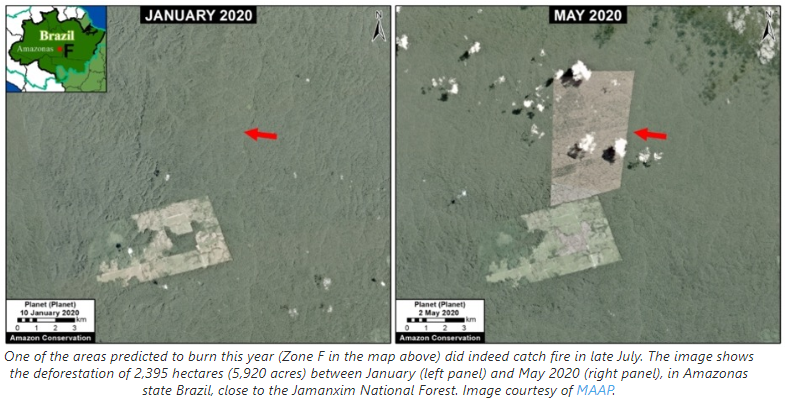 JANUARY 2020
N
Brazil
Amazonas F
Planet (Planet)
10 January 2020
km
0 1 2 3
Amazon Conservation
MAY 2020
N
Planet (Planet)
2 May 2020
km
0 1 2 3
Amazon Conservation
One of the areas predicted to burn this year (Zone F in the map above) did indeed catch fire in late July. The image shows
the deforestation of 2,395 hectares (5,920 acres) between January (left panel) and May 2020 (right panel), in Amazonas
state Brazil, close to the Jamanxim National Forest. Image courtesy of MAAP.